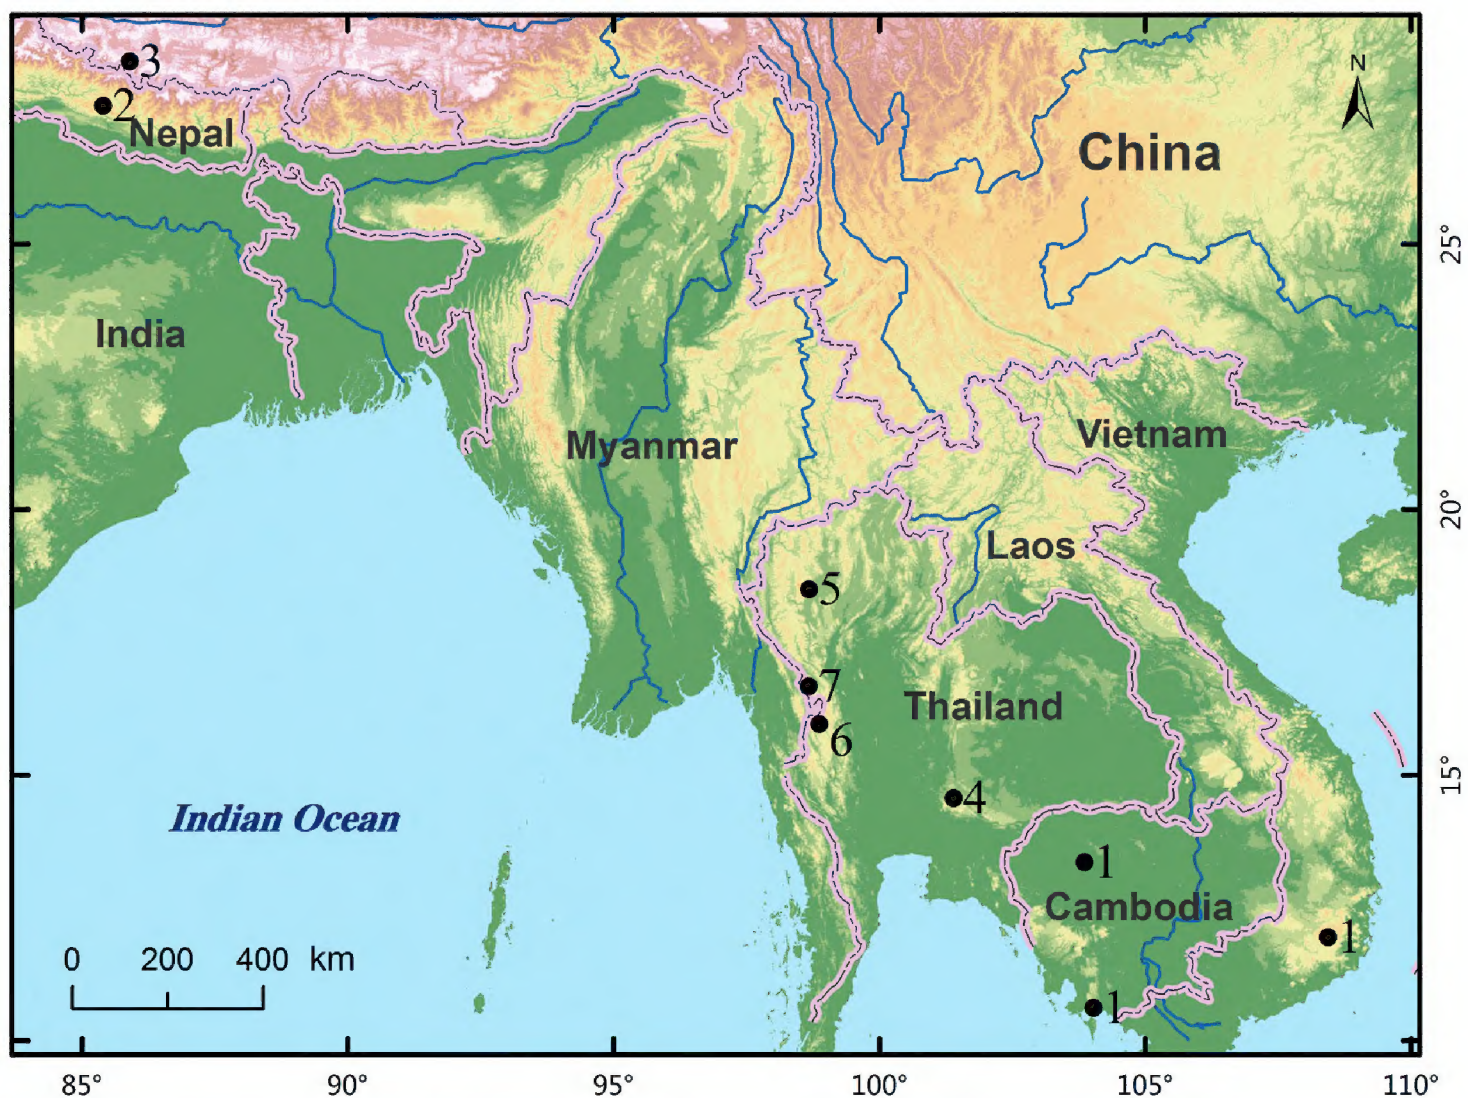 3
N
2
Nepal
China
25°
India
Vietnam
Myanmar
20°
Laos
5
7
Thailand
6
15°
4
Indian Ocean
1
Cambodia
1
0 200 400 km
1
85° 90° 95° 100° 105° 110°